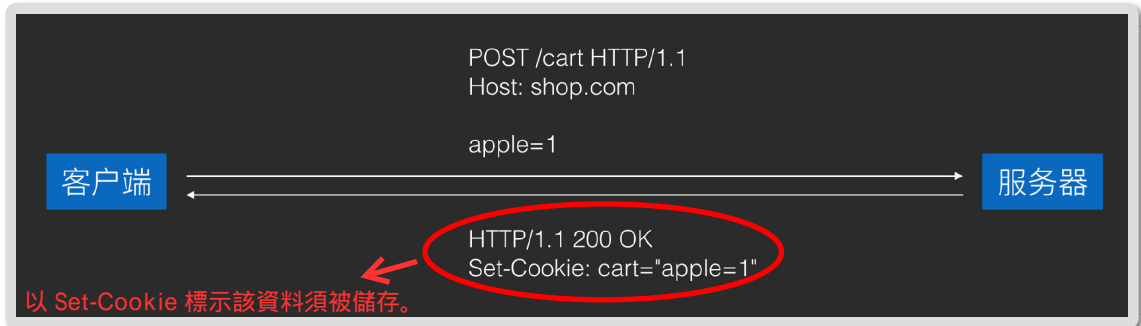 POST /cart HTTP/1.1
Host: shop.com
apple=1
客户端
服务器
HTTP/1.1 200 OK
Set-Cookie: cart="apple=1"
以 Set-Cookie 標示該資料須被儲存。